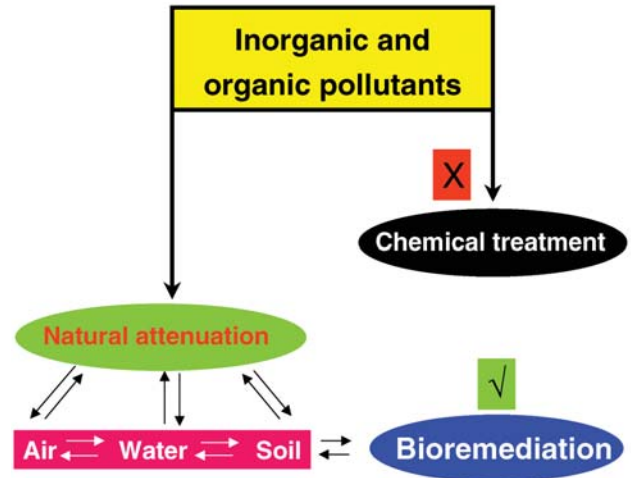 Inorganic and
organic pollutants
X
Chemical treatment
Natural attenuation
√
Air Water Soil
Bioremediation